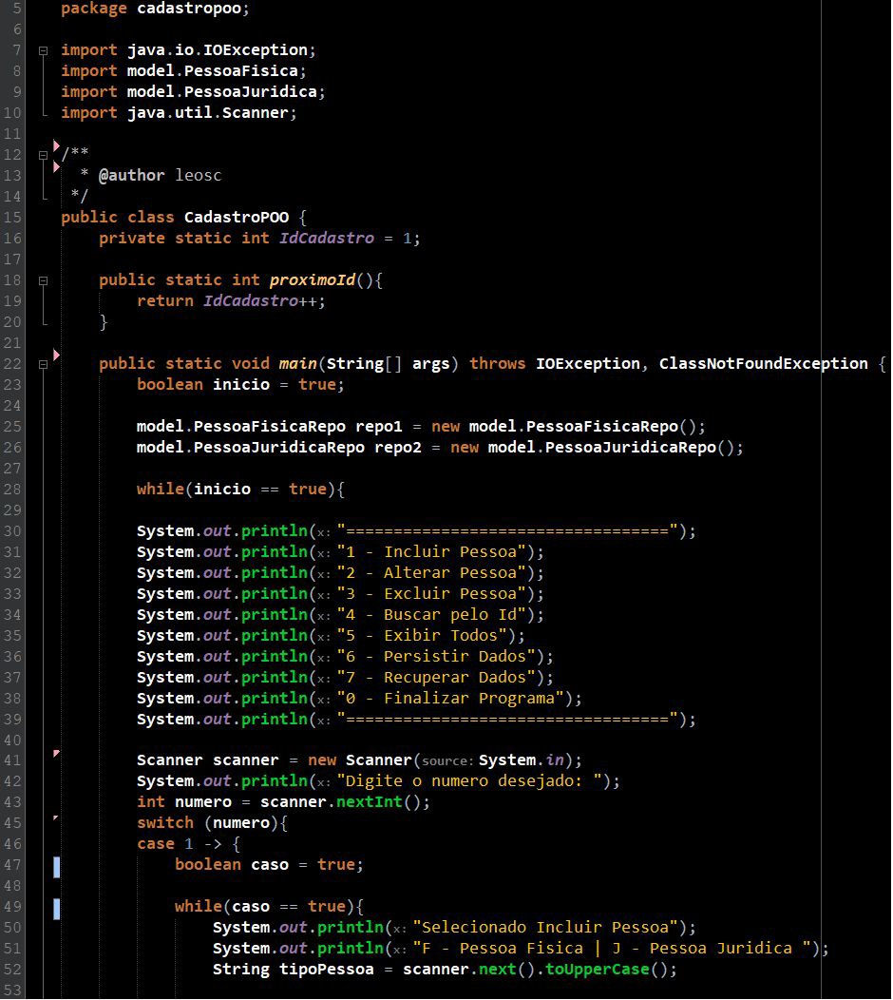 5 package cadastropoo;
6
7 import java.io.IOException;
8 import model.PessoaFisica;
9 import model.PessoaJuridica;
10 import java.util.Scanner;
11
12 /**
13 * @author leosc
14 */
15 public class CadastroPOO {
16 private static int IdCadastro = 1;
17
18 public static int proximoId(){
19 return IdCadastro++;
20 }
21
22 public static void main(String[] args) throws IOException, ClassNotFoundException {
23 boolean inicio = true;
24
25 model.PessoaFisicaRepo repo1 = new model.PessoaFisicaRepo();
26 model.PessoaJuridicaRepo repo2 = new model.PessoaJuridicaRepo();
27
28 while(inicio == true){
29
30 System.out.println(x: "==================================");
31 System.out.println(x: "1 - Incluir Pessoa");
32 System.out.println(x: "2 - Alterar Pessoa");
33 System.out.println(x: "3 - Excluir Pessoa");
34 System.out.println(x: "4 - Buscar pelo Id");
35 System.out.println(x: "5 - Exibir Todos");
36 System.out.println(x: "6 - Persistir Dados");
37 System.out.println(x: "7 - Recuperar Dados");
38 System.out.println(x: "0 - Finalizar Programa");
39 System.out.println(x: "==================================");
40
41 Scanner scanner = new Scanner(source: System.in);
42 System.out.println(x: "Digite o numero desejado: ");
43 int numero = scanner.nextInt();
45 switch (numero){
46 case 1 -> {
47 boolean caso = true;
48
49 while(caso == true){
50 System.out.println(x: "Selecionado Incluir Pessoa");
51 System.out.println(x: "F - Pessoa Fisica | J - Pessoa Juridica ");
52 String tipoPessoa = scanner.next().toUpperCase();
53